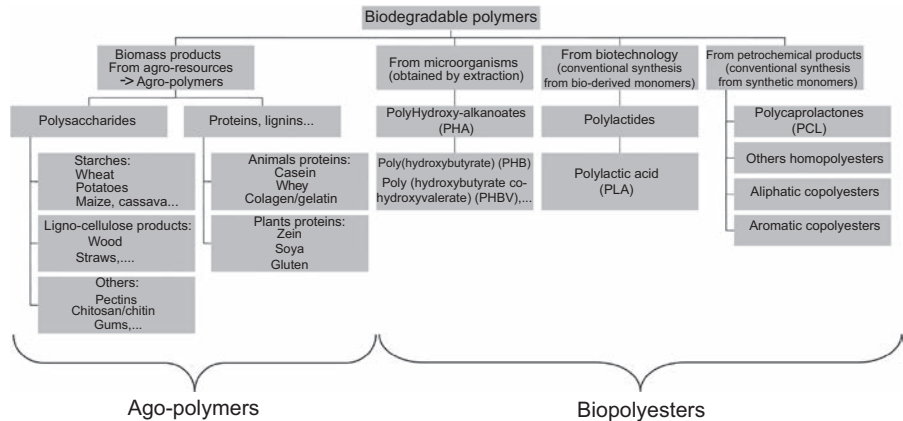 Biodegradable polymers
Biomass products
From agro-resources
-> Agro-polymers
From microorganisms
(obtained by extraction)
From biotechnology
(conventional synthesis
from bio-derived monomers)
From petrochemical products
(conventional synthesis
from synthetic monomers)
Polysaccharides
Proteins, lignins...
PolyHydroxy-alkanoates
(PHA)
Polylactides
Polycaprolactones
(PCL)
Starches:
Wheat
Potatoes
Maize, cassava...
Animals proteins:
Casein
Whey
Colagen/gelatin
Poly(hydroxybutyrate) (PHB)
Poly (hydroxybutyrate co-
hydroxyvalerate) (PHBV),...
Polylactic acid
(PLA)
Others homopolyesters
Aliphatic copolyesters
Aromatic copolyesters
Ligno-cellulose products:
Wood
Straws,....
Plants proteins:
Zein
Soya
Gluten
Others:
Pectins
Chitosan/chitin
Gums,...
Ago-polymers
Biopolyesters